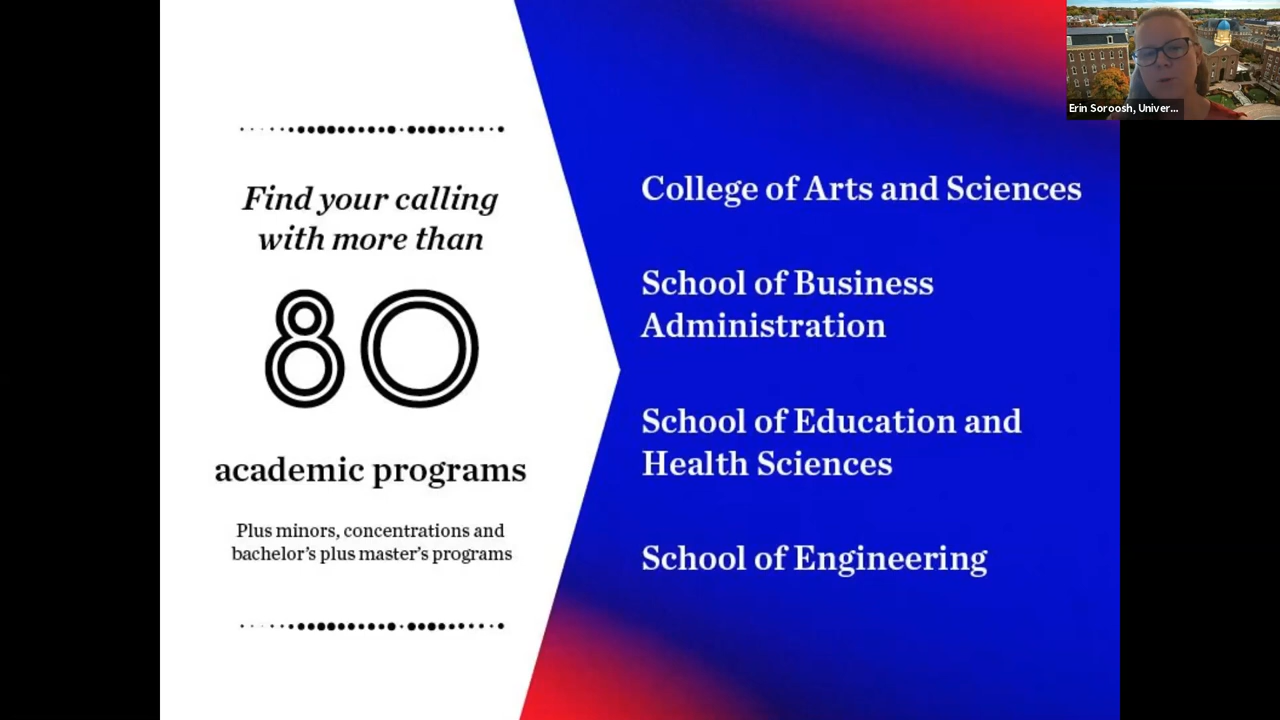 Find your calling
with more than
80
academic programs
Plus minors, concentrations and
bachelor's plus master's programs
College of Arts and Sciences
School of Business
Administration
School of Education and
Health Sciences
School of Engineering
Erin Soroosh, Univer...